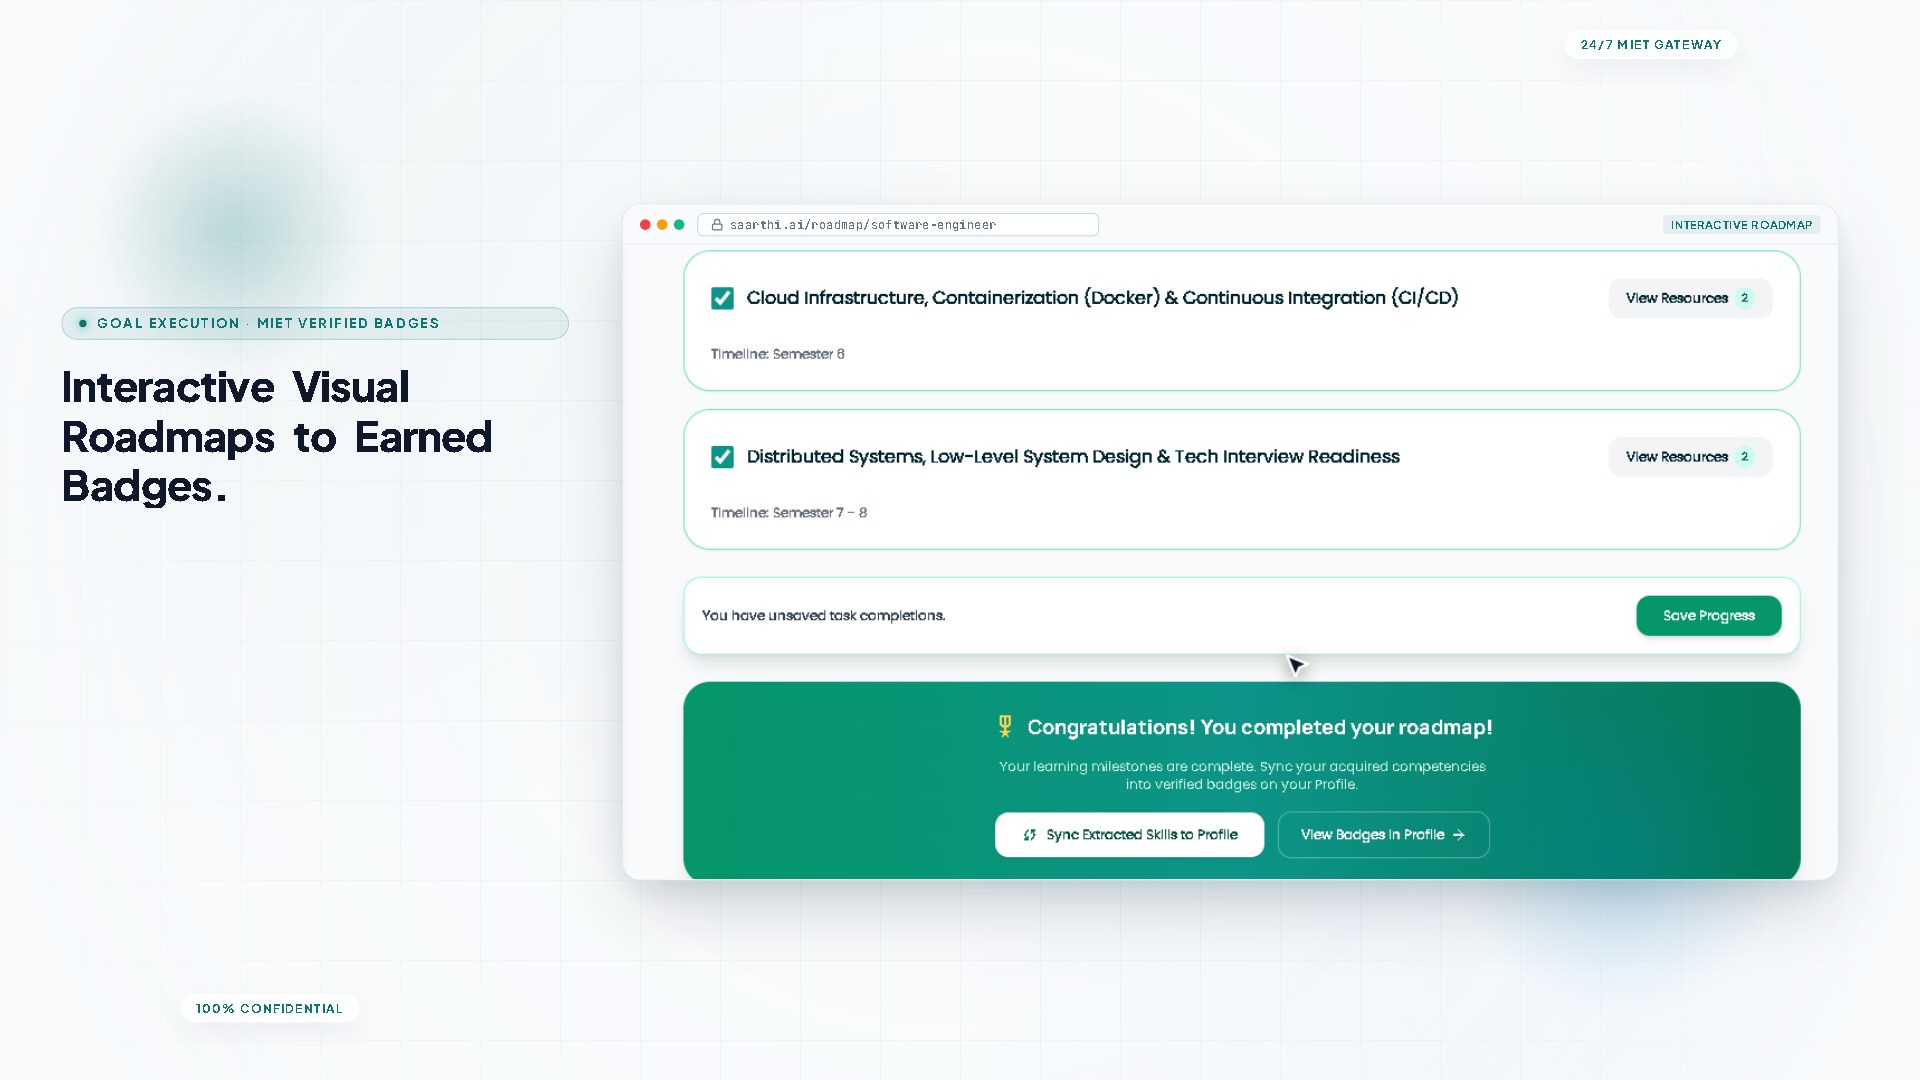 24/7 MIET GATEWAY
GOAL EXECUTION · MIET VERIFIED BADGES
Interactive Visual
Roadmaps to Earned
Badges.
saarthi.ai/roadmap/software-engineer
INTERACTIVE ROADMAP
Cloud Infrastructure, Containerization (Docker) & Continuous Integration (CI/CD)
View Resources 2
Timeline: Semester 6
Distributed Systems, Low-Level System Design & Tech Interview Readiness
View Resources 2
Timeline: Semester 7 – 8
You have unsaved task completions.
Save Progress
Congratulations! You completed your roadmap!
Your learning milestones are complete. Sync your acquired competencies
into verified badges on your Profile.
Sync Extracted Skills to Profile
View Badges in Profile →
100% CONFIDENTIAL